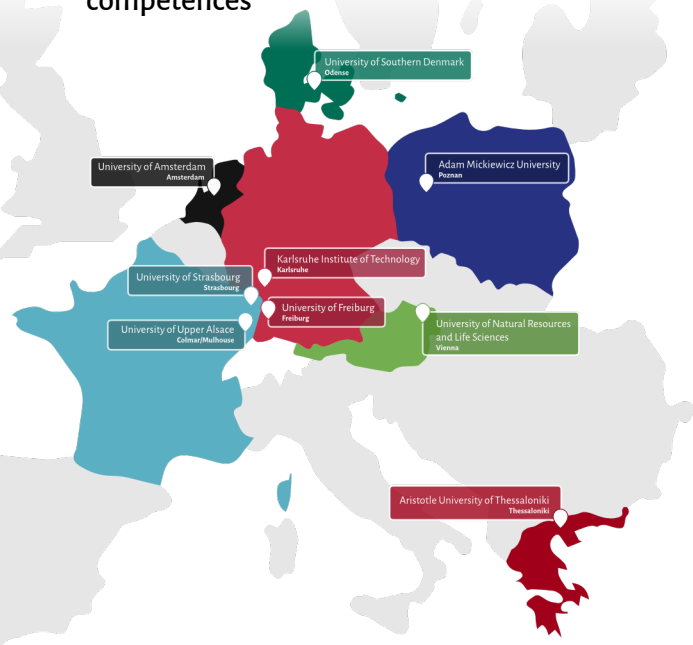 competences
University of Southern Denmark
Odense
University of Amsterdam
Amsterdam
Adam Mickiewicz University
Poznan
Karlsruhe Institute of Technology
Karlsruhe
University of Strasbourg
Strasbourg
University of Freiburg
Freiburg
University of Upper Alsace
Colmar/Mulhouse
University of Natural Resources
and Life Sciences
Vienna
Aristotle University of Thessaloniki
Thessaloniki